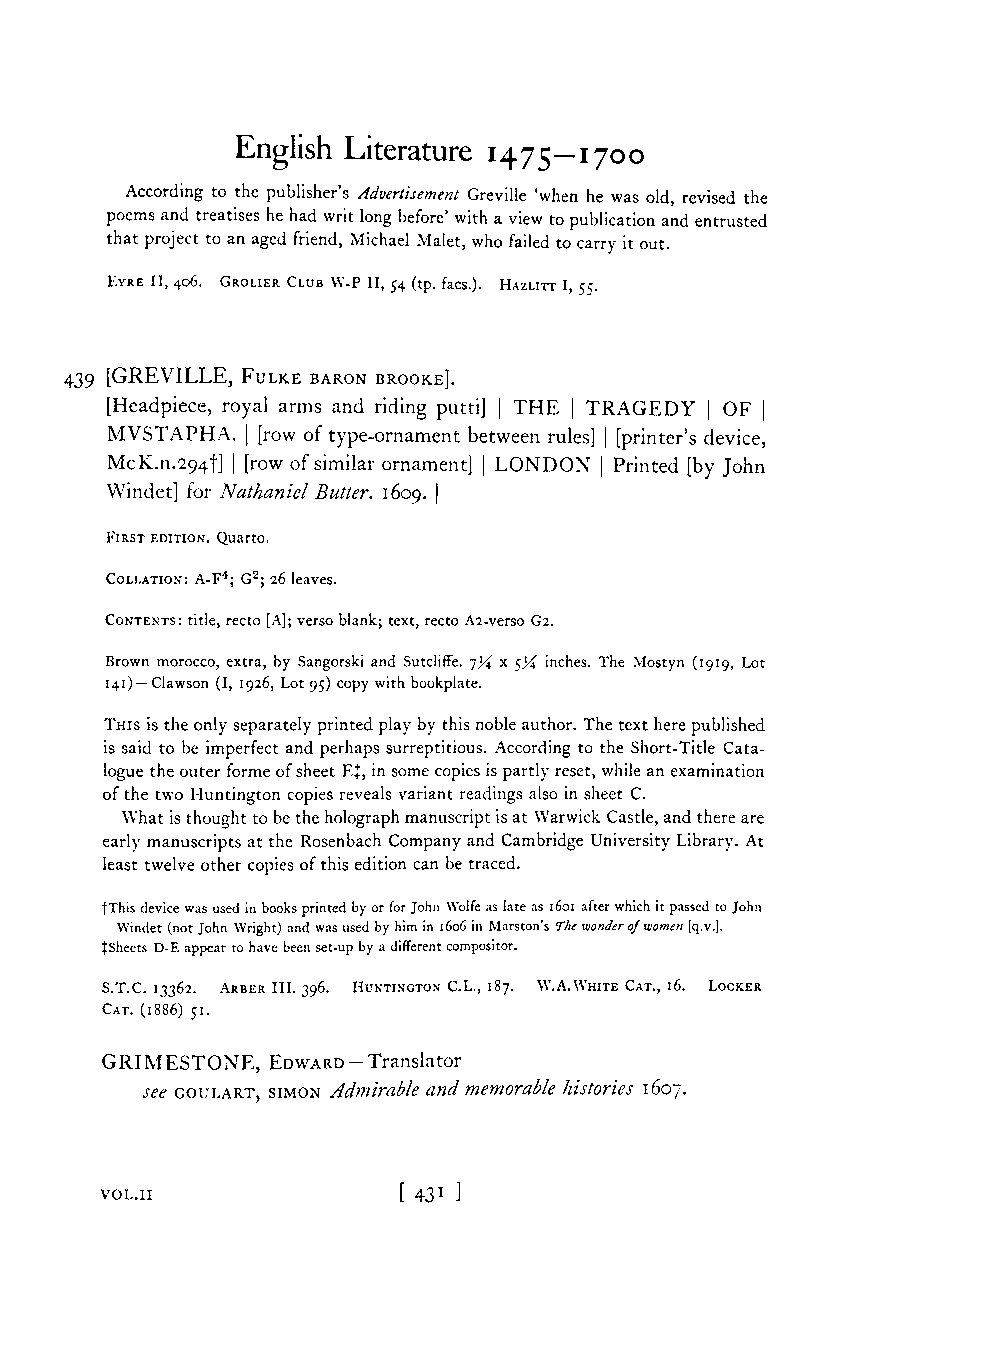 English Literature 1475—1700
According to the publisher's Advertisement Greville 'when he was old, revised the
poems and treatises he had writ long before' with a view to publication and entrusted
that project to an aged friend, Michael Malet, who failed to carry it out.
EYRE II, 406. GROLIER CLUB W-P II, 54 (tp. facs.). HAZLITT I, 55.
439 [GREVILLE, FULKE BARON BROOKE].
[Headpiece, royal arms and riding putti] | THE | TRAGEDY | OF |
MVSTAPHA. | [row of type-ornament between rules] | [printer's device,
McK.n.294†] | [row of similar ornament] | LONDON | Printed [by John
Windet] for Nathaniel Butter. 1609. |
FIRST EDITION. Quarto.
COLLATION: A-F⁴; G²; 26 leaves.
CONTENTS: title, recto [A]; verso blank; text, recto A2-verso G2.
Brown morocco, extra, by Sangorski and Sutcliffe. 7¼ x 5¼ inches. The Mostyn (1919, Lot
141)—Clawson (I, 1926, Lot 95) copy with bookplate.
THIS is the only separately printed play by this noble author. The text here published
is said to be imperfect and perhaps surreptitious. According to the Short-Title Cata-
logue the outer forme of sheet E‡, in some copies is partly reset, while an examination
of the two Huntington copies reveals variant readings also in sheet C.
What is thought to be the holograph manuscript is at Warwick Castle, and there are
early manuscripts at the Rosenbach Company and Cambridge University Library. At
least twelve other copies of this edition can be traced.
†This device was used in books printed by or for John Wolfe as late as 1601 after which it passed to John
Windet (not John Wright) and was used by him in 1606 in Marston's The wonder of women [q.v.].
‡Sheets D-E appear to have been set-up by a different compositor.
S.T.C. 13362. ARBER III. 396. HUNTINGTON C.L., 187. W.A.WHITE CAT., 16. LOCKER
CAT. (1886) 51.
GRIMESTONE, EDWARD—Translator
see GOULART, SIMON Admirable and memorable histories 1607.
VOL.II [ 431 ]